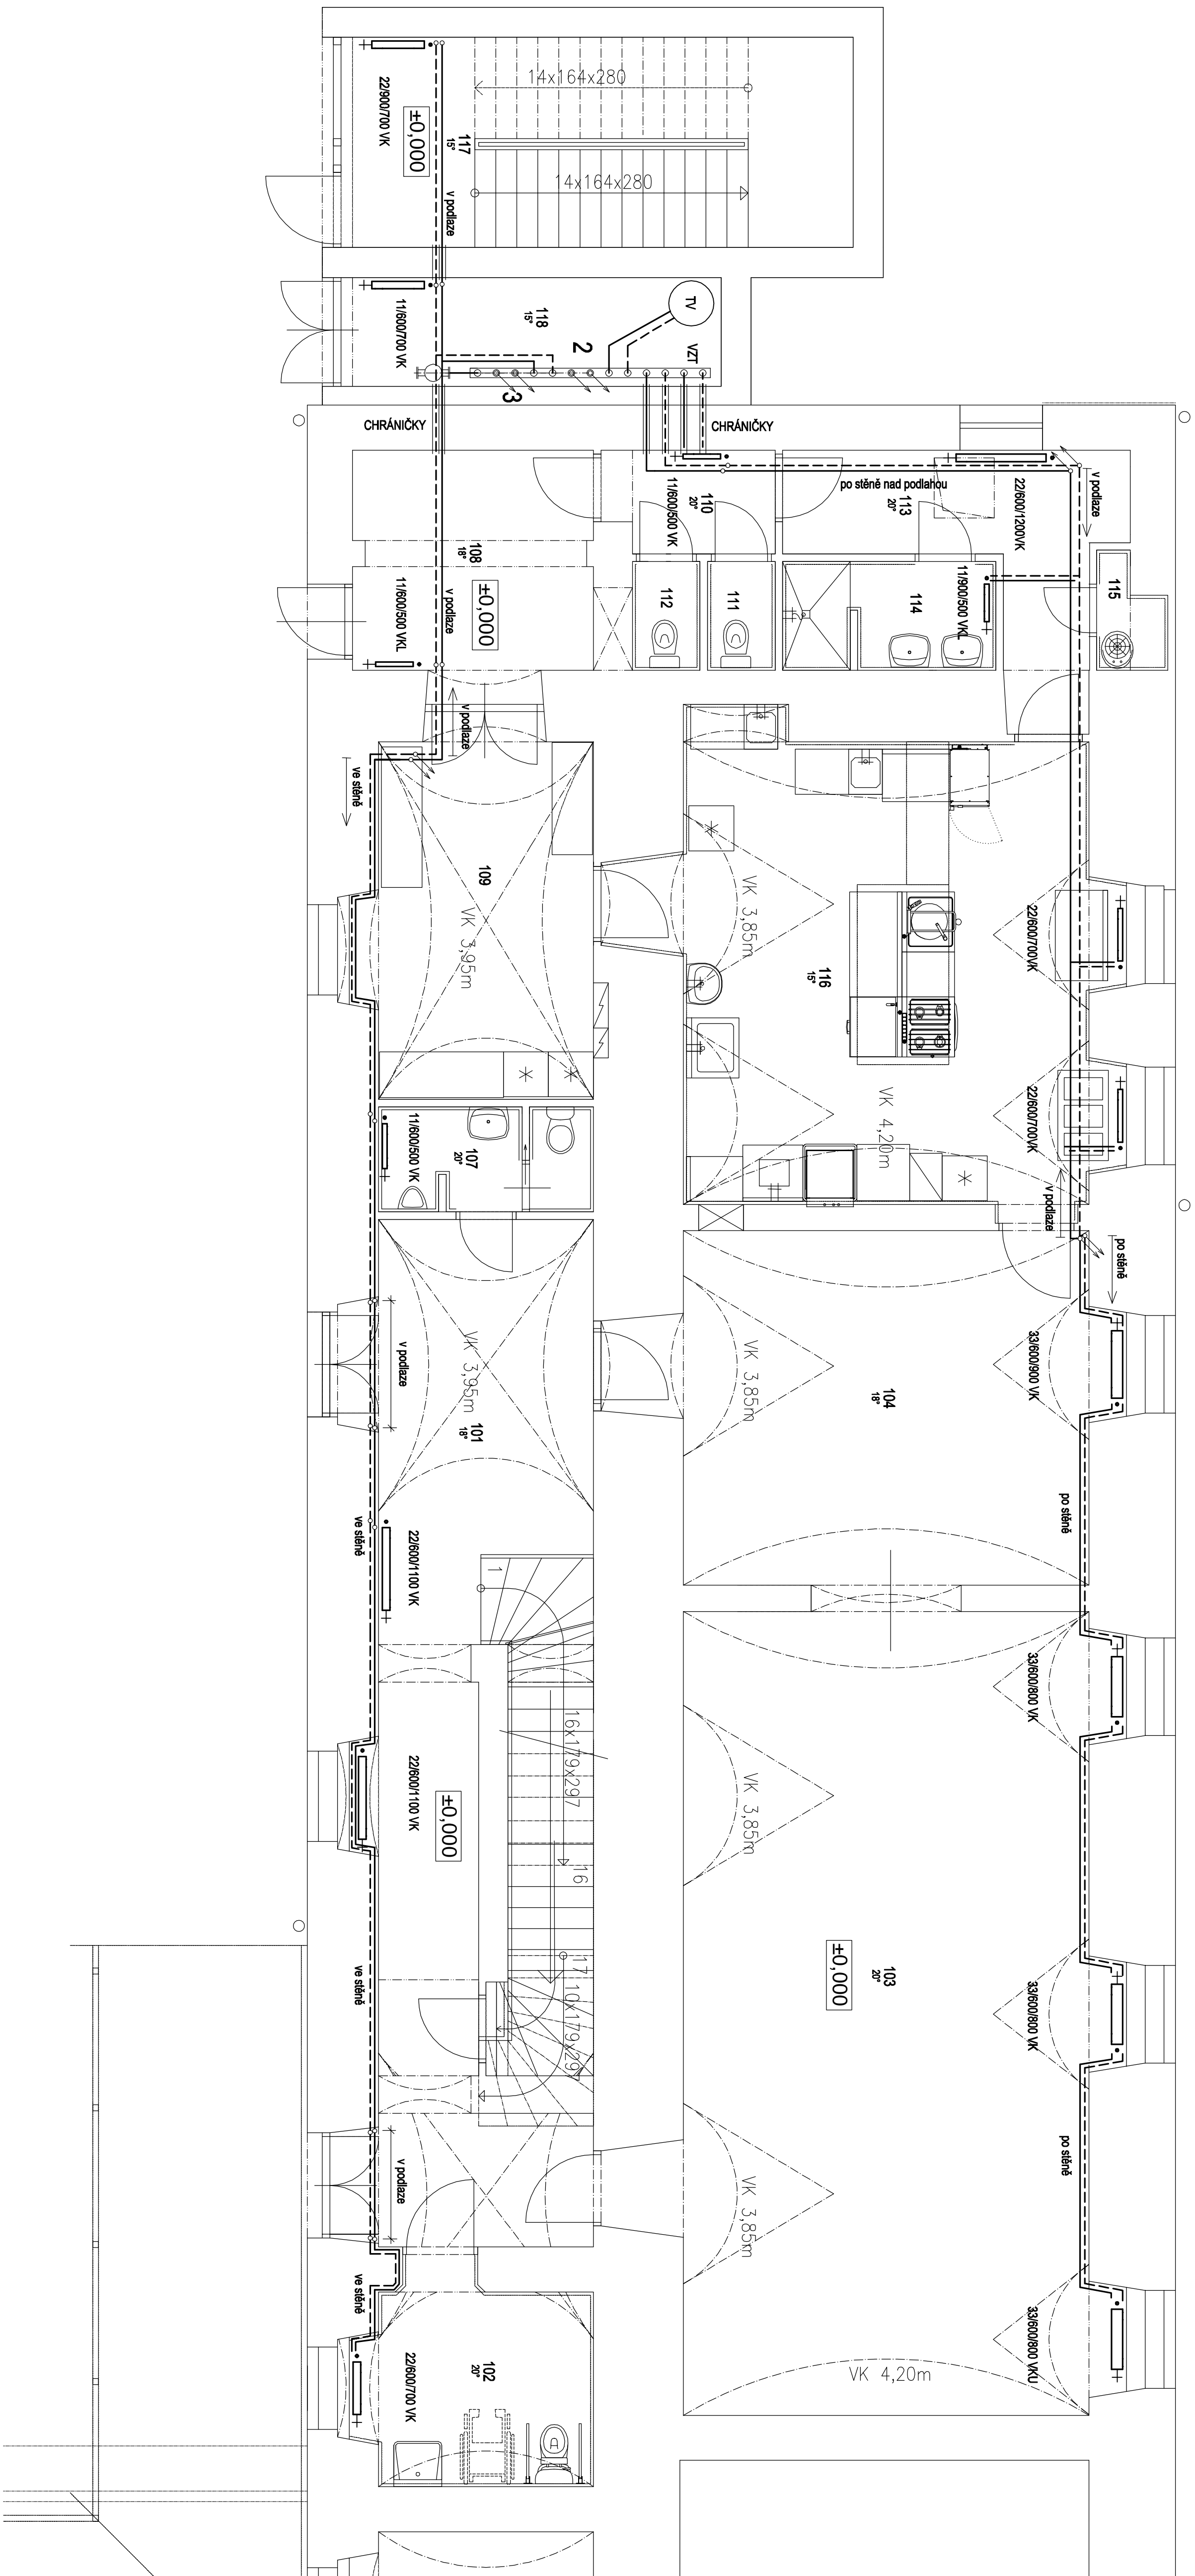 14x164x280
14x164x280
22/900/700 VK
±0,000
117
15°
v podlaze
11/600/700 VK
118
15°
TV
VZT
2
3
CHRÁNIČKY
CHRÁNIČKY
po stěně nad podlahou
v podlaze
22/600/1200VK
113
20°
110
20°
11/600/500 VK
108
18°
11/600/500 VKL
v podlaze
±0,000
112
111
114
11/900/500VKL
115
v podlaze
ve stěně
109
VK 3,95m
VK 3,85m
116
15°
22/600/700VK
22/600/700VK
VK 4,20m
v podlaze
po stěně
11/600/500 VK
107
20°
v podlaze
VK 3,95m
101
18°
VK 3,85m
104
18°
33/600/900 VK
po stěně
ve stěně
22/600/1100 VK
1
16x179x297
16
22/600/1100 VK
±0,000
33/600/800 VK
VK 3,85m
103
20°
±0,000
33/600/800 VK
17
10x179x297
ve stěně
v podlaze
po stěně
VK 3,85m
ve stěně
22/600/700 VK
102
20°
33/600/800 VKU
VK 4,20m